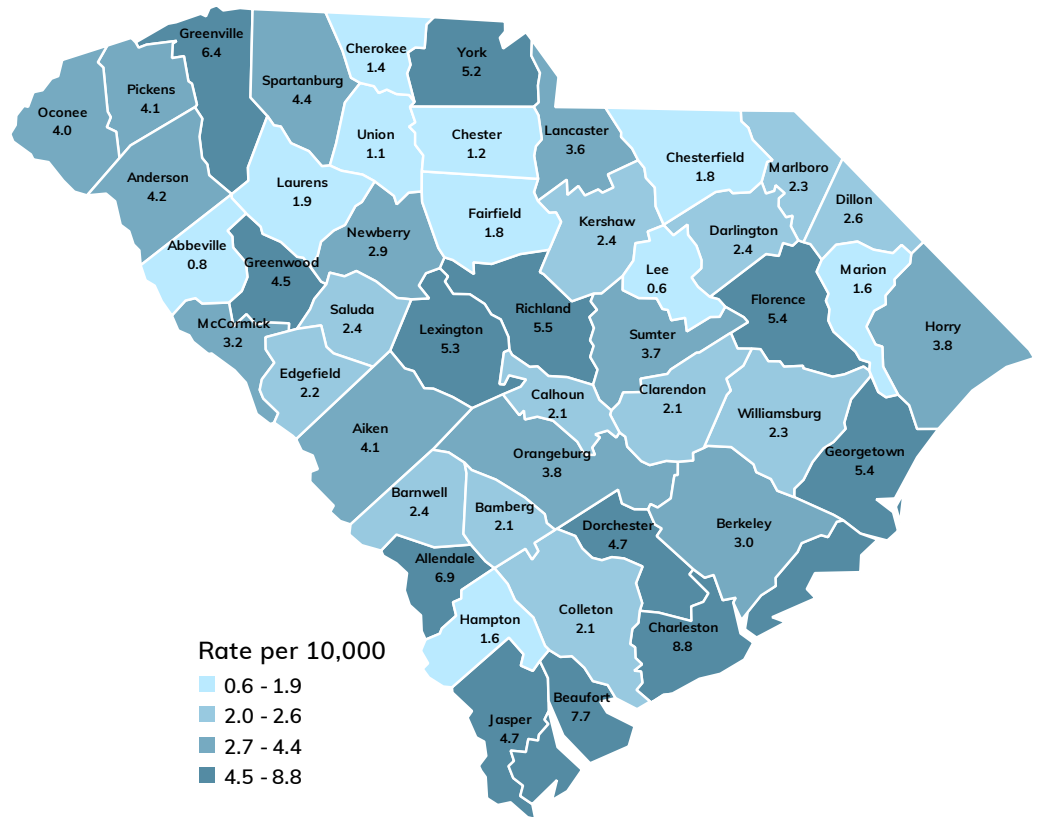 Greenville
6.4
Cherokee
1.4
York
5.2
Spartanburg
4.4
Pickens
4.1
Oconee
4.0
Union
1.1
Chester
1.2
Lancaster
3.6
Chesterfield
1.8
Marlboro
2.3
Anderson
4.2
Laurens
1.9
Dillon
2.6
Fairfield
1.8
Kershaw
2.4
Darlington
2.4
Newberry
2.9
Abbeville
0.8
Greenwood
4.5
Lee
0.6
Marion
1.6
Florence
5.4
Saluda
2.4
Richland
5.5
McCormick
3.2
Lexington
5.3
Sumter
3.7
Horry
3.8
Edgefield
2.2
Calhoun
2.1
Clarendon
2.1
Williamsburg
2.3
Aiken
4.1
Orangeburg
3.8
Georgetown
5.4
Barnwell
2.4
Bamberg
2.1
Dorchester
4.7
Berkeley
3.0
Allendale
6.9
Colleton
2.1
Hampton
1.6
Charleston
8.8
Beaufort
7.7
Jasper
4.7
Rate per 10,000
0.6 - 1.9
2.0 - 2.6
2.7 - 4.4
4.5 - 8.8